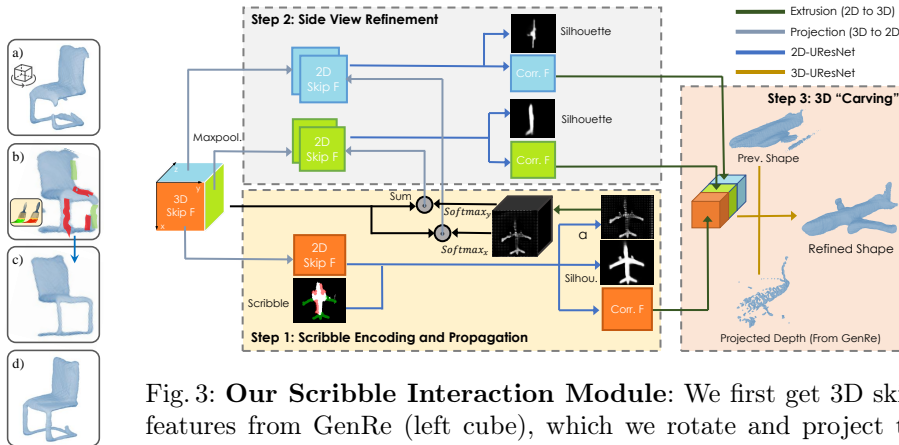 a)
b)
c)
d)
Step 2: Side View Refinement
Silhouette
2D
Skip F
Corr. F
Maxpool.
Silhouette
2D
Skip F
Corr. F
Z
Y
3D
Skip F
X
Sum
Softmax_y
Softmax_x
α
2D
Skip F
Silhou.
Scribble
Corr. F
Step 1: Scribble Encoding and Propagation
Extrusion (2D to 3D)
Projection (3D to 2D
2D-UResNet
3D-UResNet
Step 3: 3D “Carving”
Prev. Shape
Refined Shape
Projected Depth (From GenRe)
Fig. 3: Our Scribble Interaction Module: We first get 3D ski
features from GenRe (left cube), which we rotate and project t